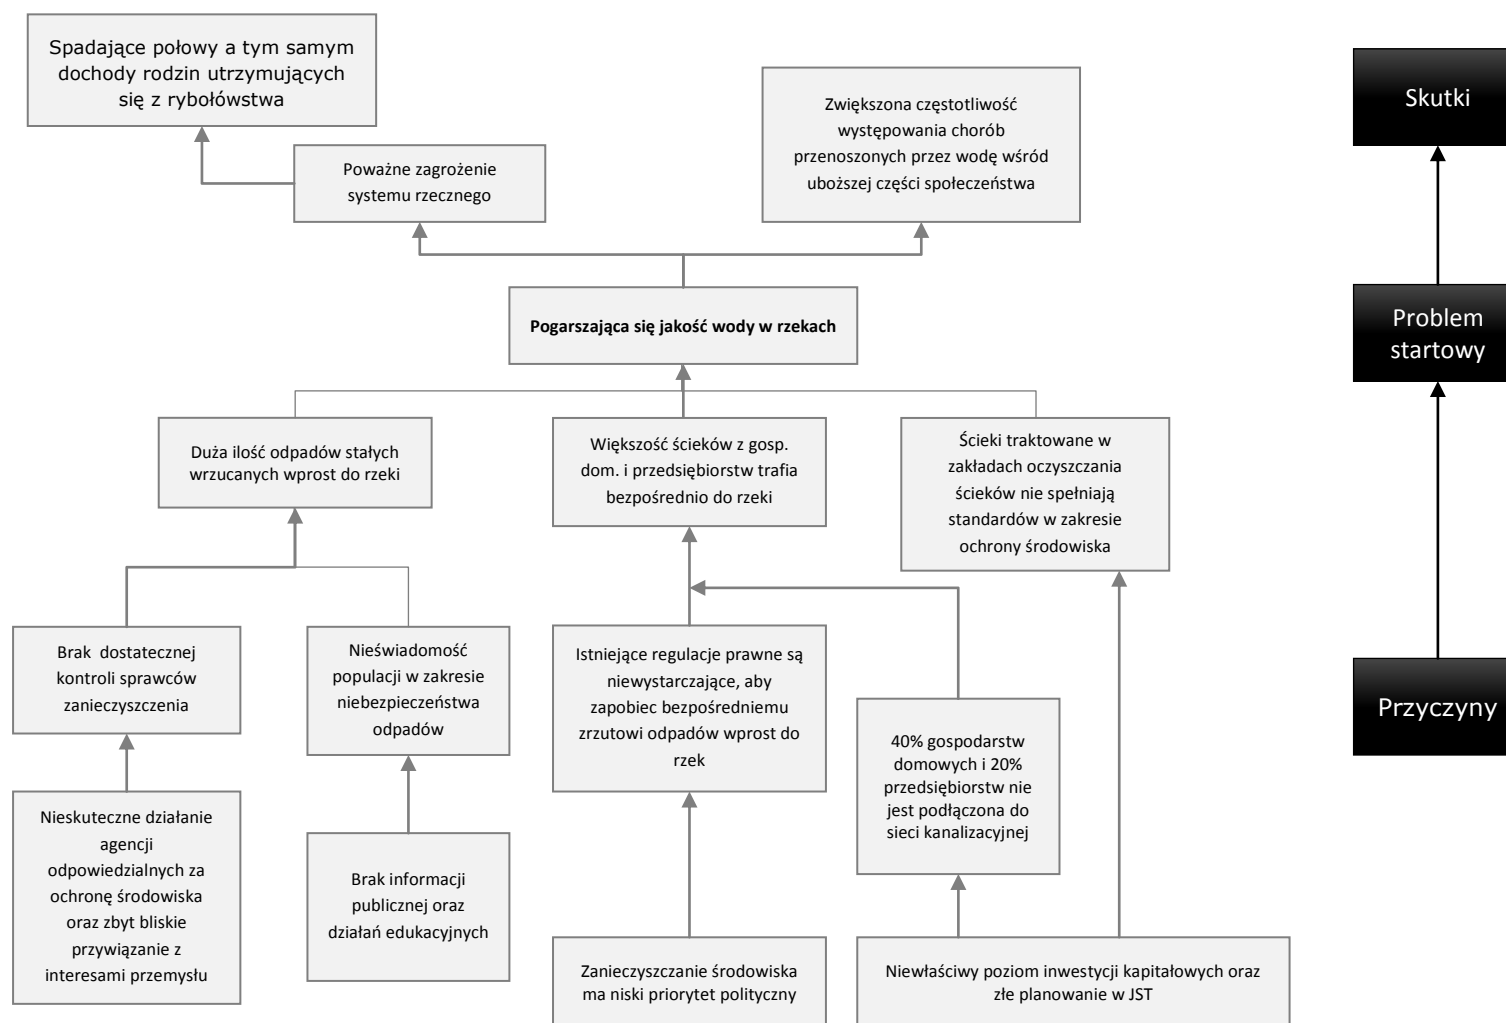 Spadające połowy a tym samym
dochody rodzin utrzymujących
się z rybołówstwa
Zwiększona częstotliwość
występowania chorób
przenoszonych przez wodę wśród
uboższej części społeczeństwa
Skutki
Poważne zagrożenie
systemu rzecznego
Pogarszająca się jakość wody w rzekach
Problem
startowy
Duża ilość odpadów stałych
wrzucanych wprost do rzeki
Większość ścieków z gosp.
dom. i przedsiębiorstw trafia
bezpośrednio do rzeki
Ścieki traktowane w
zakładach oczyszczania
ścieków nie spełniają
standardów w zakresie
ochrony środowiska
Brak dostatecznej
kontroli sprawców
zanieczyszczenia
Nieświadomość
populacji w zakresie
niebezpieczeństwa
odpadów
Istniejące regulacje prawne są
niewystarczające, aby
zapobiec bezpośredniemu
zrzutowi odpadów wprost do
rzek
40% gospodarstw
domowych i 20%
przedsiębiorstw nie
jest podłączona do
sieci kanalizacyjnej
Przyczyny
Nieskuteczne działanie
agencji
odpowiedzialnych za
ochronę środowiska
oraz zbyt bliskie
przywiązanie z
interesami przemysłu
Brak informacji
publicznej oraz
działań edukacyjnych
Zanieczyszczanie środowiska
ma niski priorytet polityczny
Niewłaściwy poziom inwestycji kapitałowych oraz
złe planowanie w JST